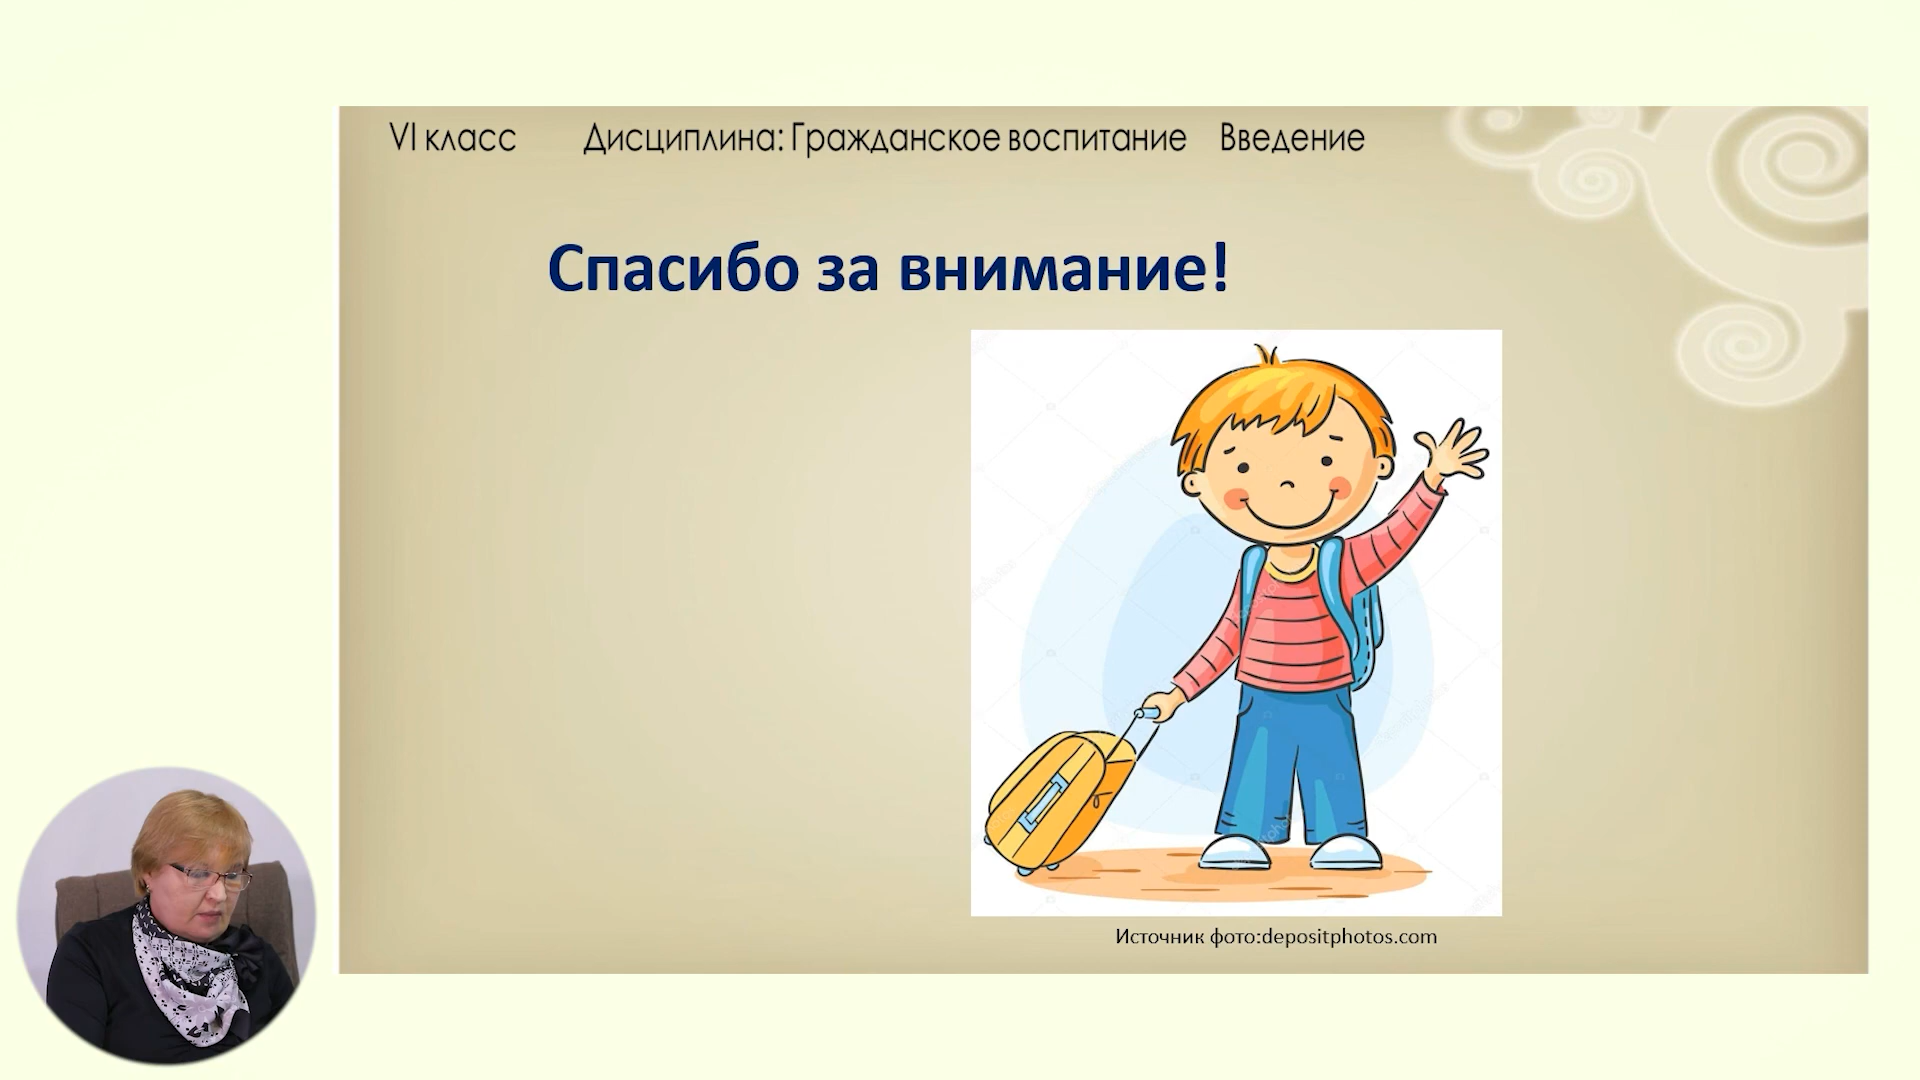 VI класс Дисциплина: Гражданское воспитание Введение
Спасибо за внимание!
Источник фото:depositphotos.com